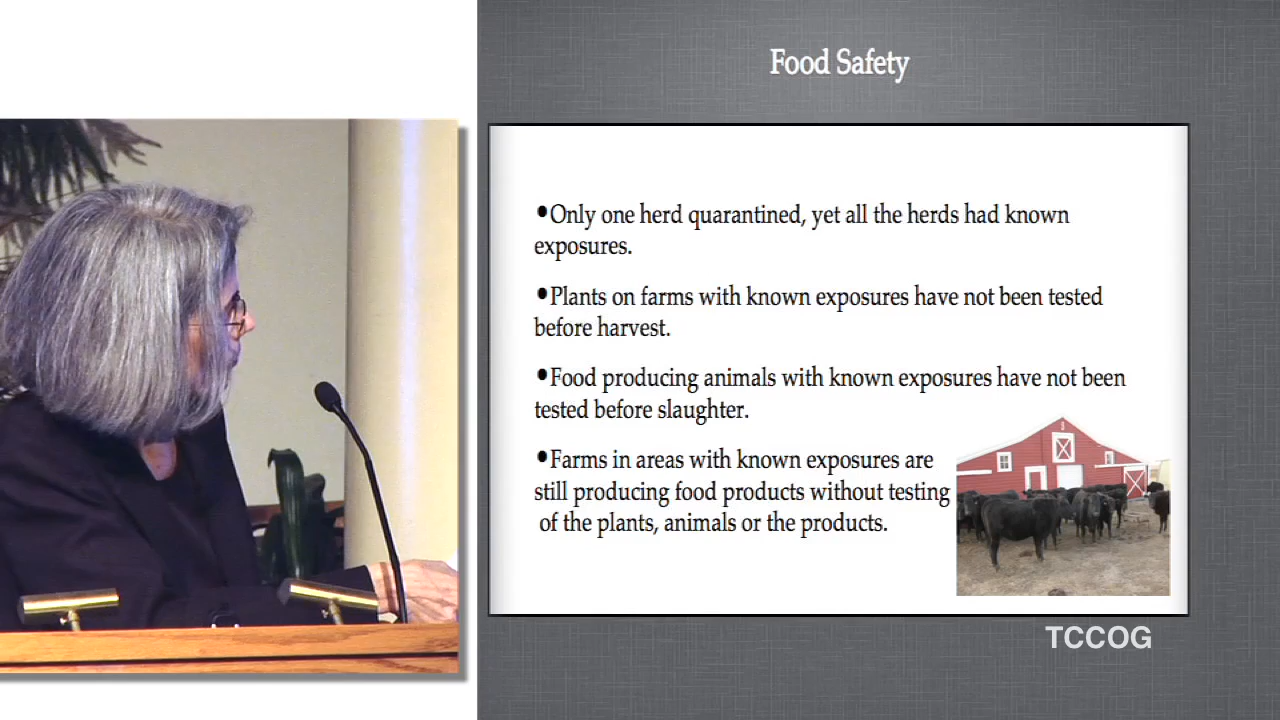 Food Safety
•Only one herd quarantined, yet all the herds had known
exposures.
•Plants on farms with known exposures have not been tested
before harvest.
•Food producing animals with known exposures have not been
tested before slaughter.
•Farms in areas with known exposures are
still producing food products without testing
of the plants, animals or the products.
TCCOG